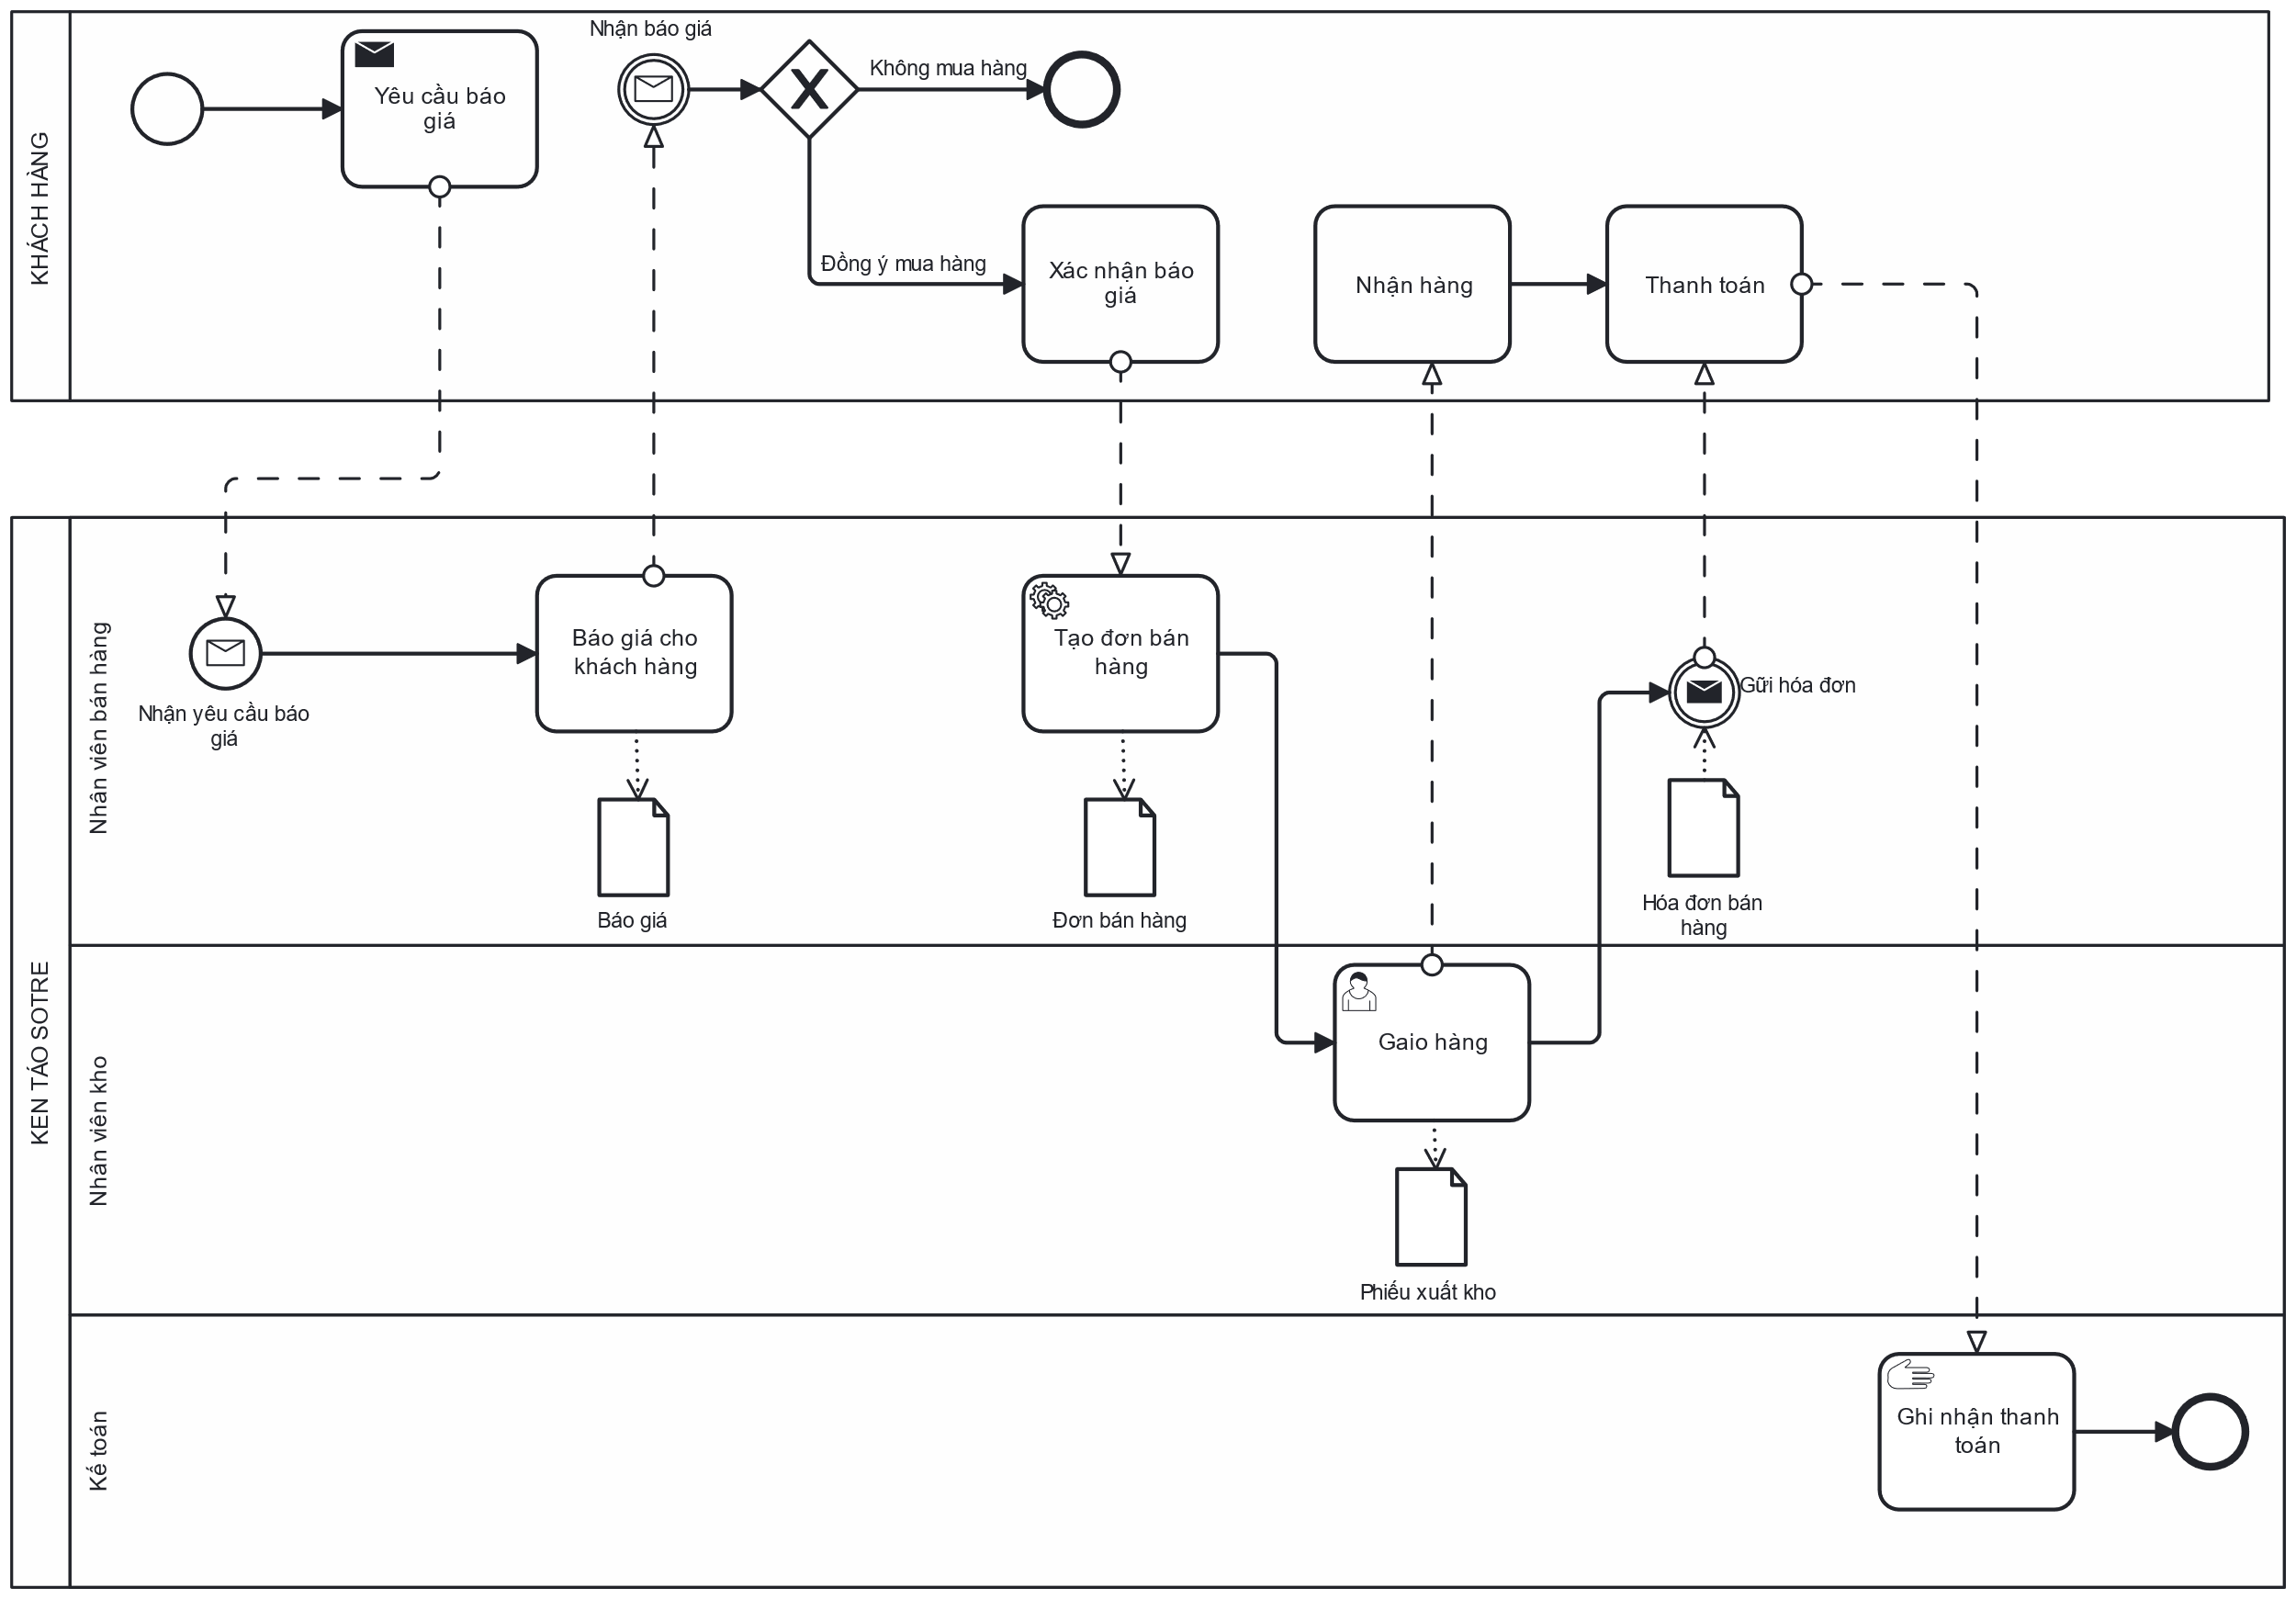 KHÁCH HÀNG
Yêu cầu báo
giá
Nhận báo giá
Không mua hàng
Đồng ý mua hàng
Xác nhận báo
giá
Nhận hàng
Thanh toán
KEN TÁO SOTRE
Nhân viên bán hàng
Nhận yêu cầu báo
giá
Báo giá cho
khách hàng
Báo giá
Tạo đơn bán
hàng
Đơn bán hàng
Gửi hóa đơn
Hóa đơn bán
hàng
Nhân viên kho
Gaio hàng
Phiếu xuất kho
Kế toán
Ghi nhận thanh
toán